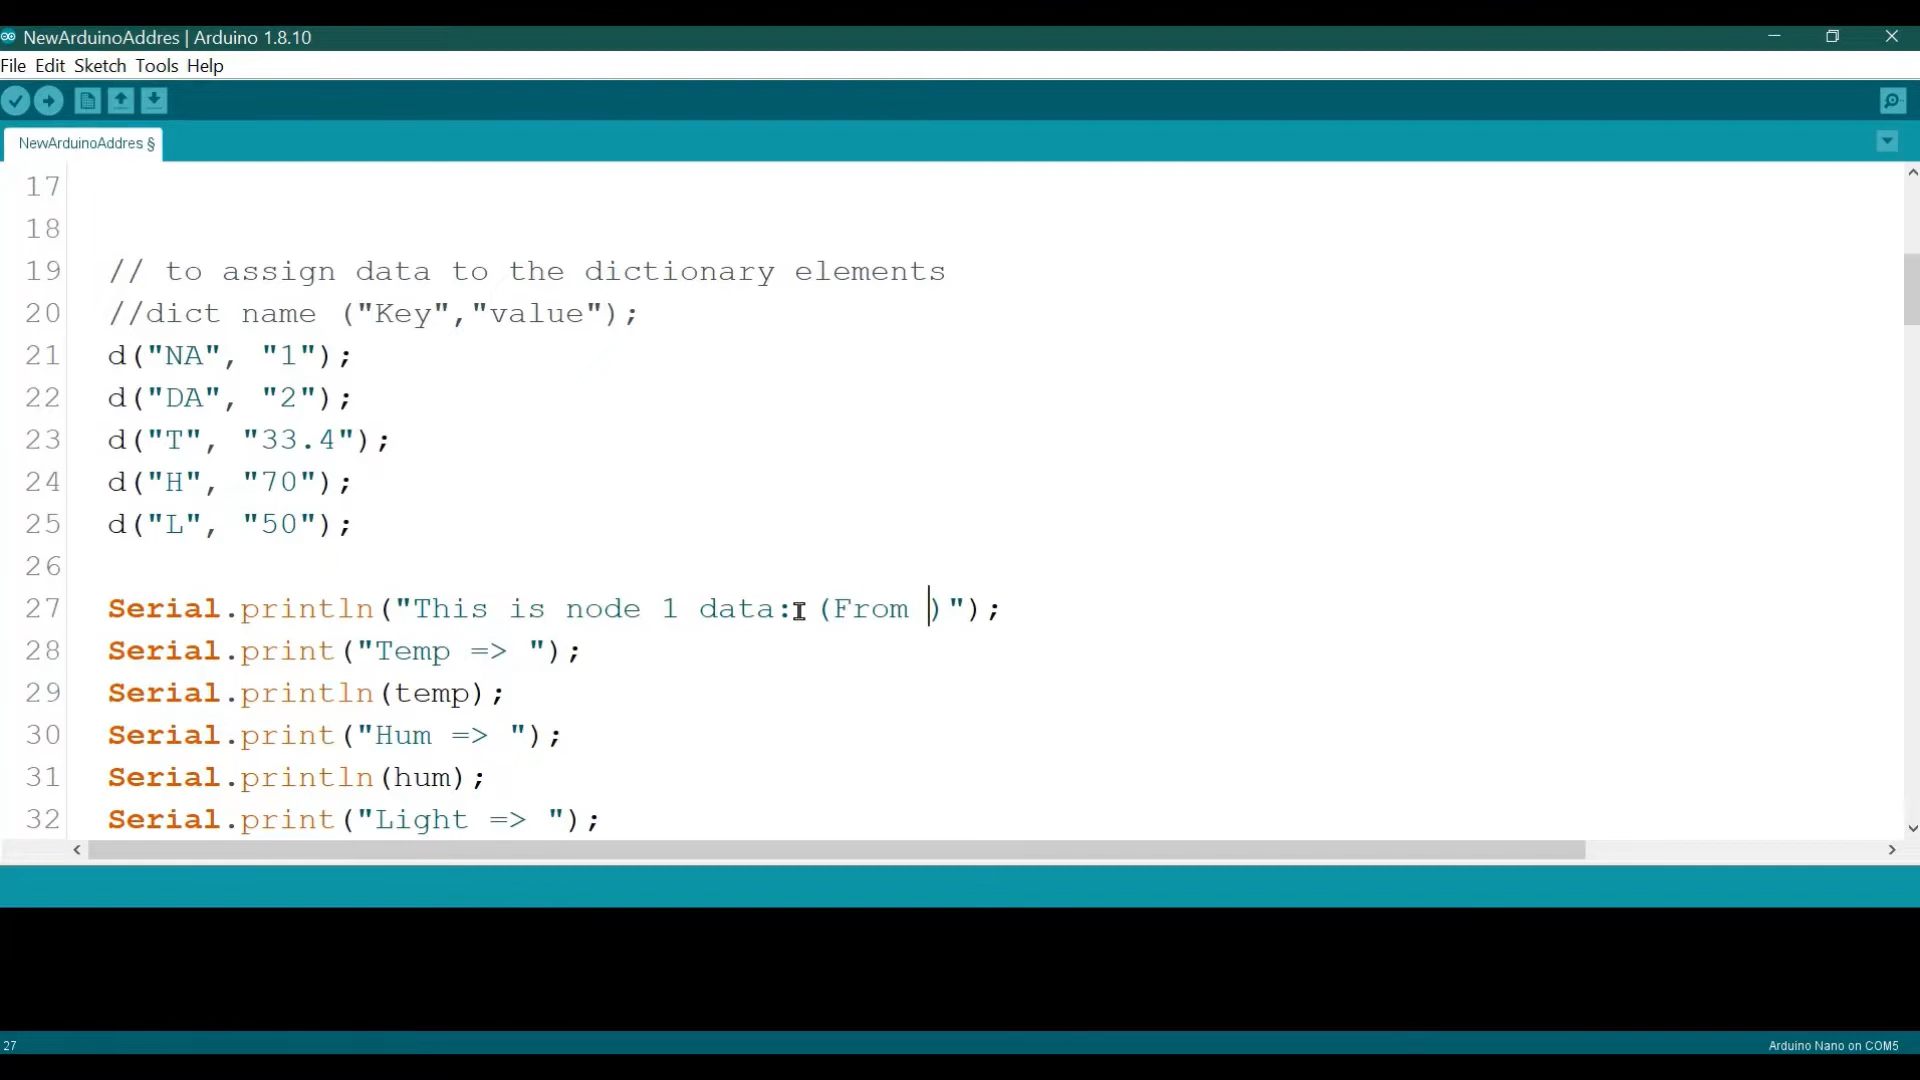 NewArduinoAddres | Arduino 1.8.10
File Edit Sketch Tools Help
NewArduinoAddres §
17
18
19 // to assign data to the dictionary elements
20 //dict name ("Key","value");
21 d("NA", "1");
22 d("DA", "2");
23 d("T", "33.4");
24 d("H", "70");
25 d("L", "50");
26
27 Serial.println("This is node 1 data: (From )");
28 Serial.print("Temp => ");
29 Serial.println(temp);
30 Serial.print("Hum => ");
31 Serial.println(hum);
32 Serial.print("Light => ");
27
Arduino Nano on COM5